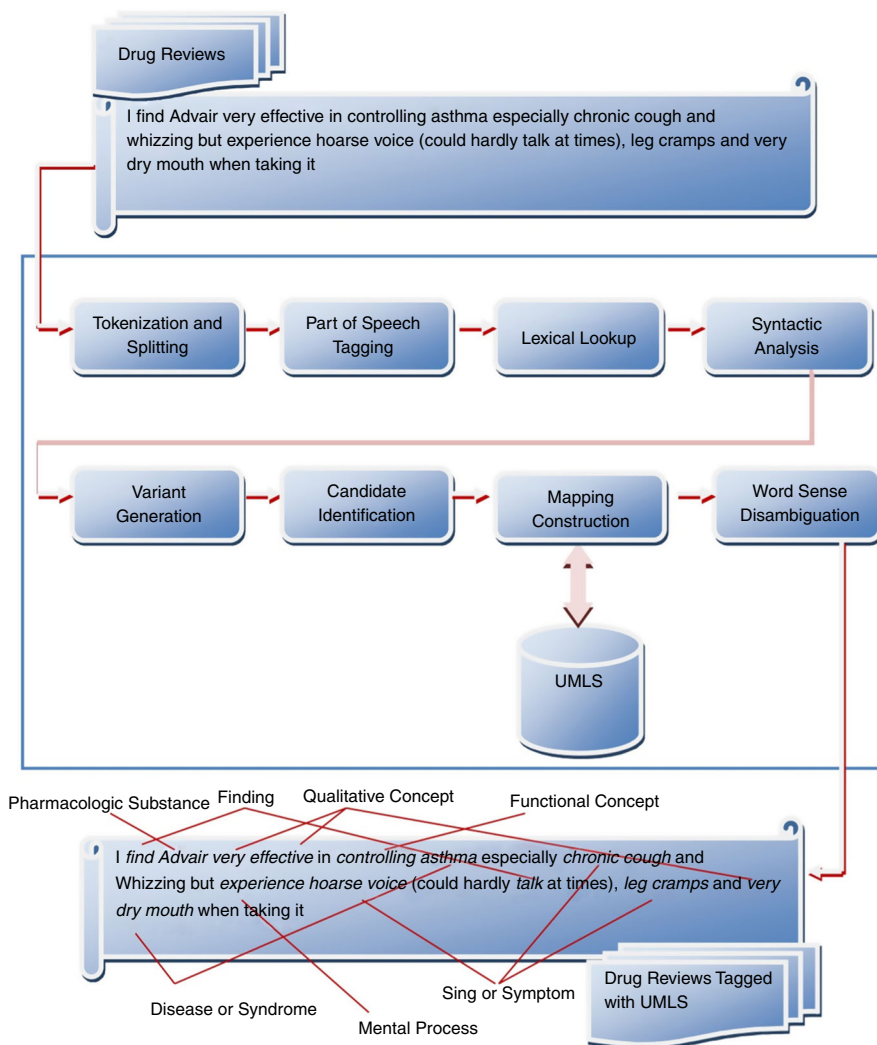 Drug Reviews
I find Advair very effective in controlling asthma especially chronic cough and
whizzing but experience hoarse voice (could hardly talk at times), leg cramps and very
dry mouth when taking it
Tokenization and
Splitting
Part of Speech
Tagging
Lexical Lookup
Syntactic
Analysis
Variant
Generation
Candidate
Identification
Mapping
Construction
Word Sense
Disambiguation
UMLS
Pharmacologic Substance
Finding
Qualitative Concept
Functional Concept
I find Advair very effective in controlling asthma especially chronic cough and
Whizzing but experience hoarse voice (could hardly talk at times), leg cramps and very
dry mouth when taking it
Disease or Syndrome
Mental Process
Sing or Symptom
Drug Reviews Tagged
with UMLS